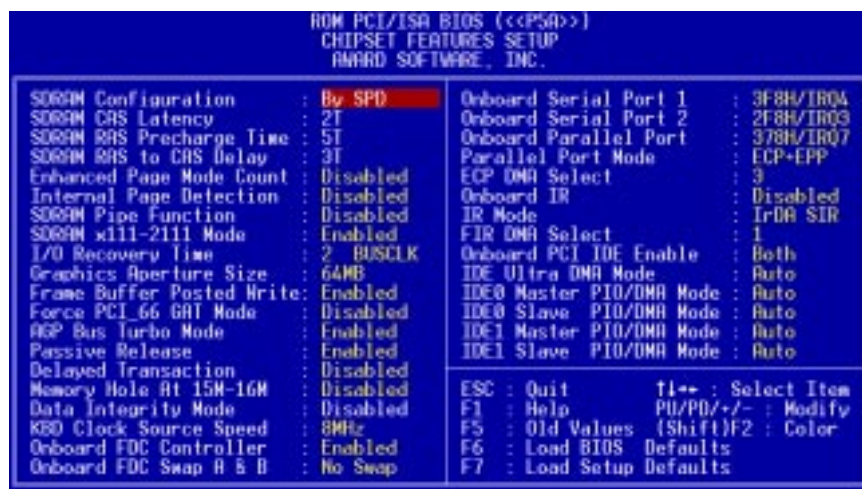 ROM PCI/ISA BIOS (<<P5A>>)
CHIPSET FEATURES SETUP
AWARD SOFTWARE, INC.
SDRAM Configuration : By SPD
SDRAM CAS Latency : 2T
SDRAM RAS Precharge Time : 5T
SDRAM RAS to CAS Delay : 3T
Enhanced Page Mode Count : Disabled
Internal Page Detection : Disabled
SDRAM Pipe Function : Disabled
SDRAM x111-2111 Mode : Enabled
I/O Recovery Time : 2 BUSCLK
Graphics Aperture Size : 64MB
Frame Buffer Posted Write: Enabled
Force PCI_66 GAT Mode : Disabled
AGP Bus Turbo Mode : Enabled
Passive Release : Enabled
Delayed Transaction : Disabled
Memory Hole At 15M-16M : Disabled
Data Integrity Mode : Disabled
KBD Clock Source Speed : 8MHz
Onboard FDC Controller : Enabled
Onboard FDC Swap A & B : No Swap
Onboard Serial Port 1 : 3F8H/IRQ4
Onboard Serial Port 2 : 2F8H/IRQ3
Onboard Parallel Port : 378H/IRQ7
Parallel Port Mode : ECP+EPP
ECP DMA Select : 3
Onboard IR : Disabled
IR Mode : IrDA SIR
FIR DMA Select : 1
Onboard PCI IDE Enable : Both
IDE Ultra DMA Mode : Auto
IDE0 Master PIO/DMA Mode : Auto
IDE0 Slave PIO/DMA Mode : Auto
IDE1 Master PIO/DMA Mode : Auto
IDE1 Slave PIO/DMA Mode : Auto
ESC : Quit ↑↓→← : Select Item
F1 : Help PU/PD/+/- : Modify
F5 : Old Values (Shift)F2 : Color
F6 : Load BIOS Defaults
F7 : Load Setup Defaults